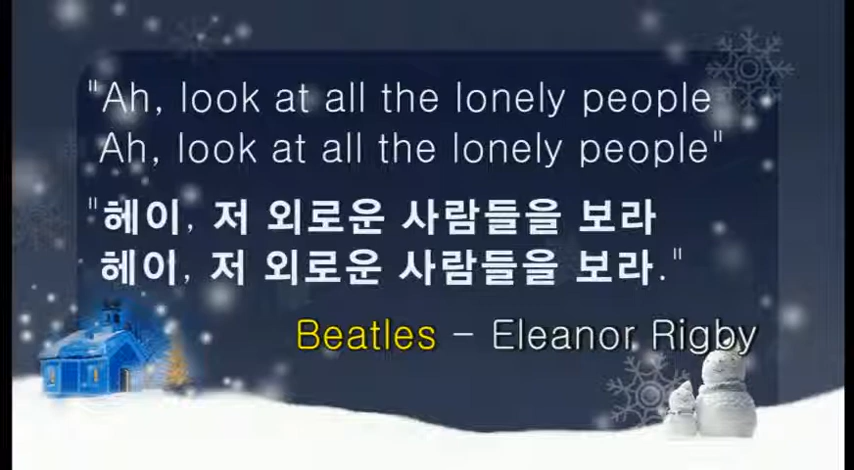 "Ah, look at all the lonely people
Ah, look at all the lonely people"
"헤이, 저 외로운 사람들을 보라
헤이, 저 외로운 사람들을 보라."
Beatles - Eleanor Rigby